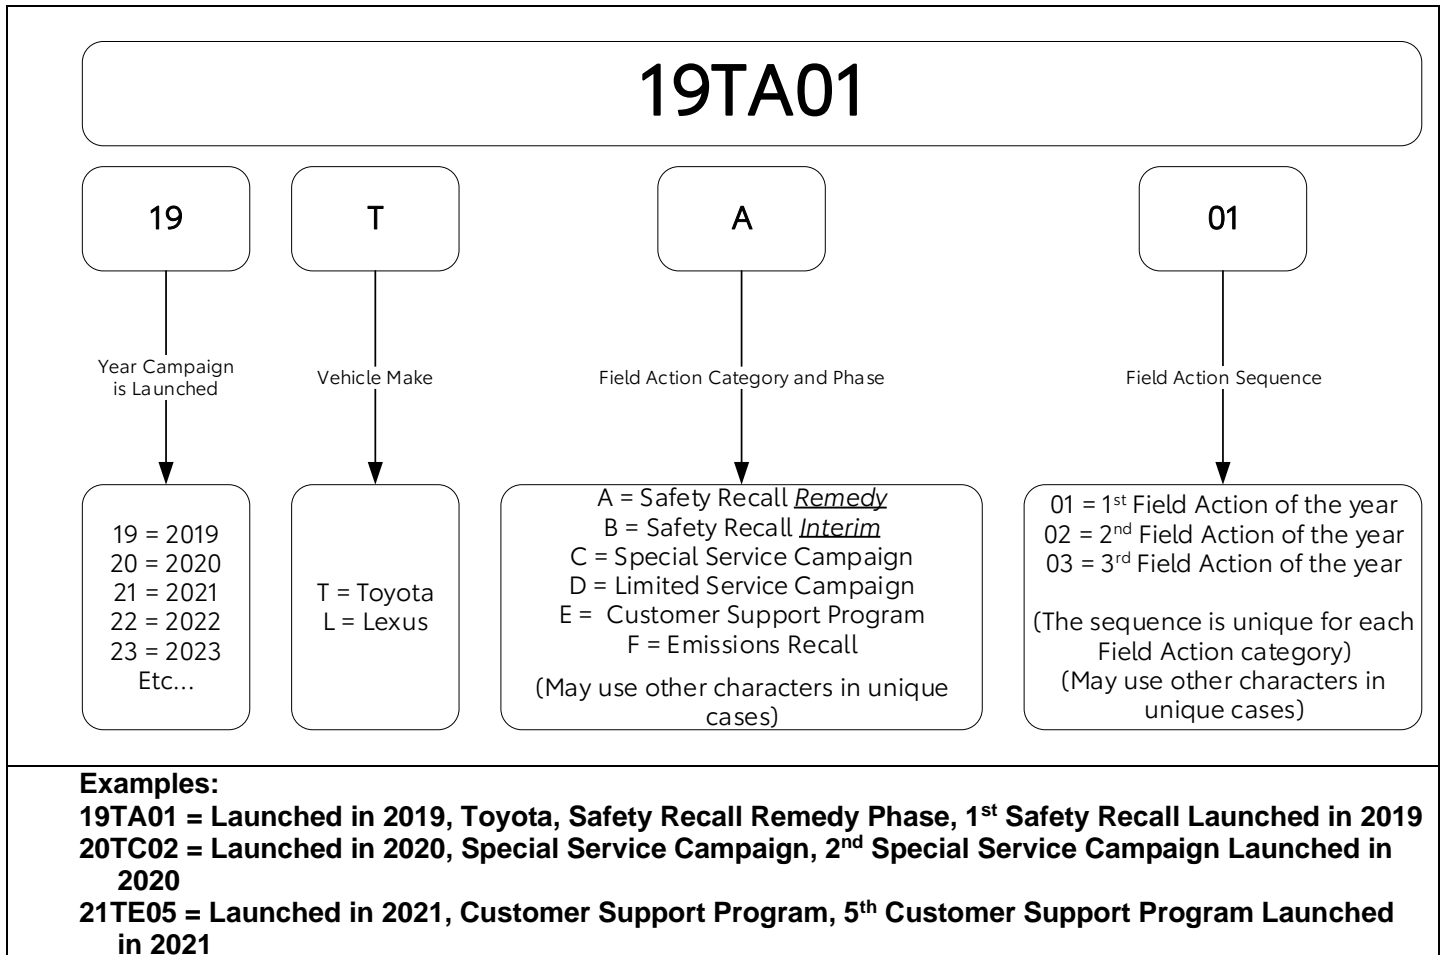 19TA01
19
T
A
01
Year Campaign
is Launched
Vehicle Make
Field Action Category and Phase
Field Action Sequence
19 = 2019
20 = 2020
21 = 2021
22 = 2022
23 = 2023
Etc...
T = Toyota
L = Lexus
A = Safety Recall Remedy
B = Safety Recall Interim
C = Special Service Campaign
D = Limited Service Campaign
E =  Customer Support Program
F = Emissions Recall
(May use other characters in unique
cases)
01 = 1st Field Action of the year
02 = 2nd Field Action of the year
03 = 3rd Field Action of the year
(The sequence is unique for each
Field Action category)
(May use other characters in
unique cases)
Examples:
19TA01 = Launched in 2019, Toyota, Safety Recall Remedy Phase, 1st Safety Recall Launched in 2019
20TC02 = Launched in 2020, Special Service Campaign, 2nd Special Service Campaign Launched in
2020
21TE05 = Launched in 2021, Customer Support Program, 5th Customer Support Program Launched
in 2021